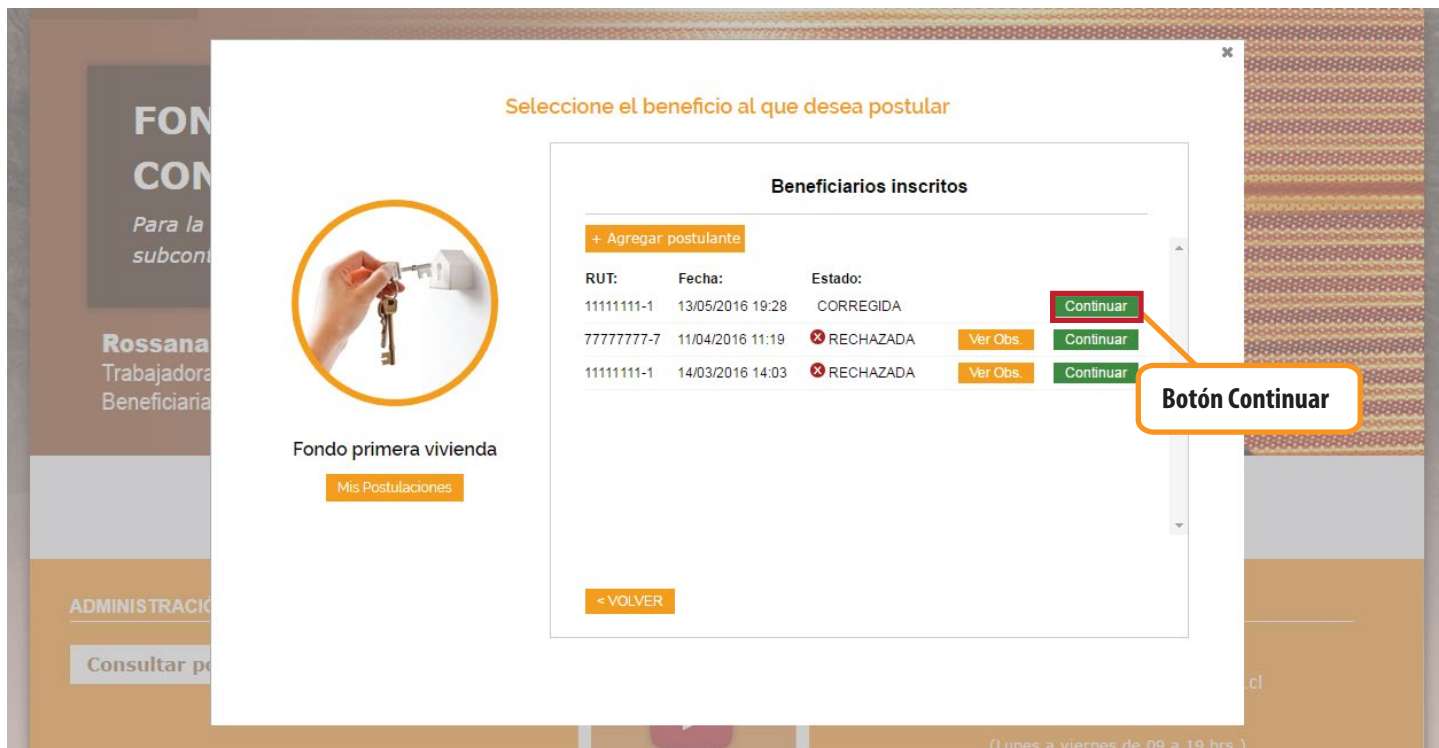 Seleccione el beneficio al que desea postular
Beneficiarios inscritos
+ Agregar postulante
RUT: Fecha: Estado:
11111111-1 13/05/2016 19:28 CORREGIDA Continuar
77777777-7 11/04/2016 11:19 RECHAZADA Ver Obs. Continuar
11111111-1 14/03/2016 14:03 RECHAZADA Ver Obs. Continuar
Botón Continuar
Fondo primera vivienda
Mis Postulaciones
< VOLVER
FON
CON
Para la
subcont
Rossana
Trabajadora
Beneficiaria
ADMINISTRACIÓ
Consultar po
.cl
(Lunes a viernes de 09 a 19 hrs.)